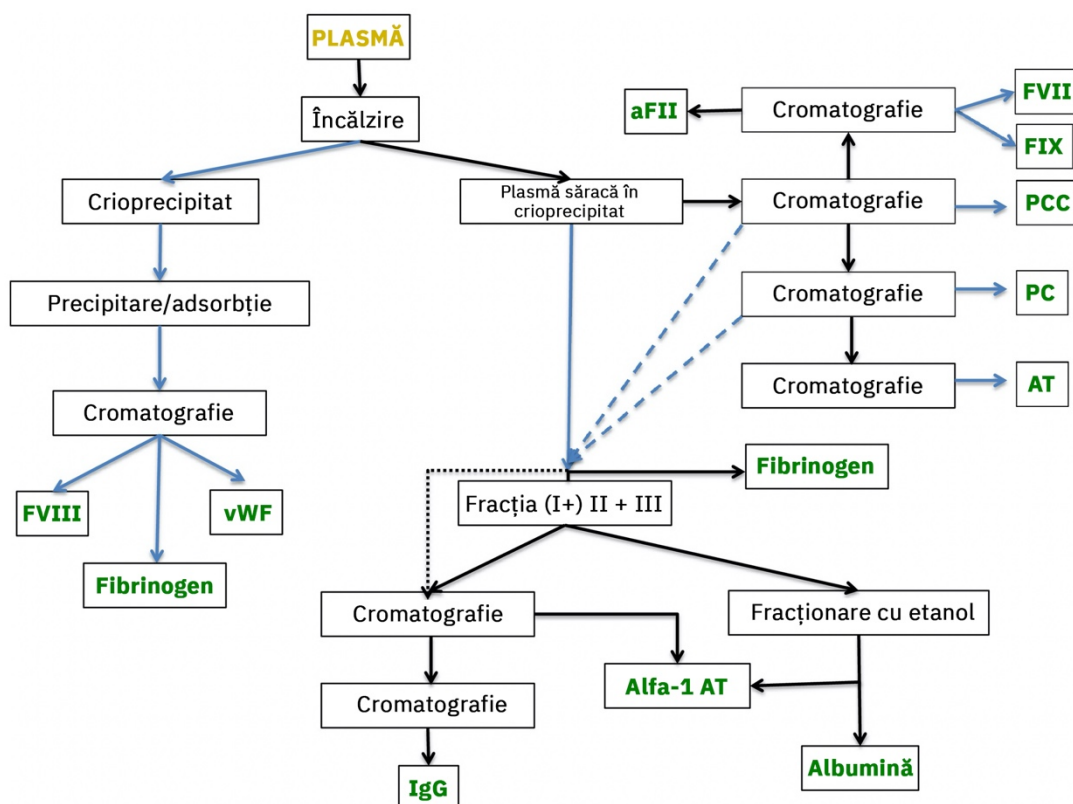 PLASMĂ
Încălzire
Crioprecipitat
Precipitare/adsorbție
Cromatografie
FVIII
vWF
Fibrinogen
Plasmă săracă în
crioprecipitat
aFII
Cromatografie
FVII
FIX
Cromatografie
PCC
Cromatografie
PC
Cromatografie
AT
Fibrinogen
Fracția (I+) II + III
Cromatografie
Fracționare cu etanol
Cromatografie
Alfa-1 AT
IgG
Albumină